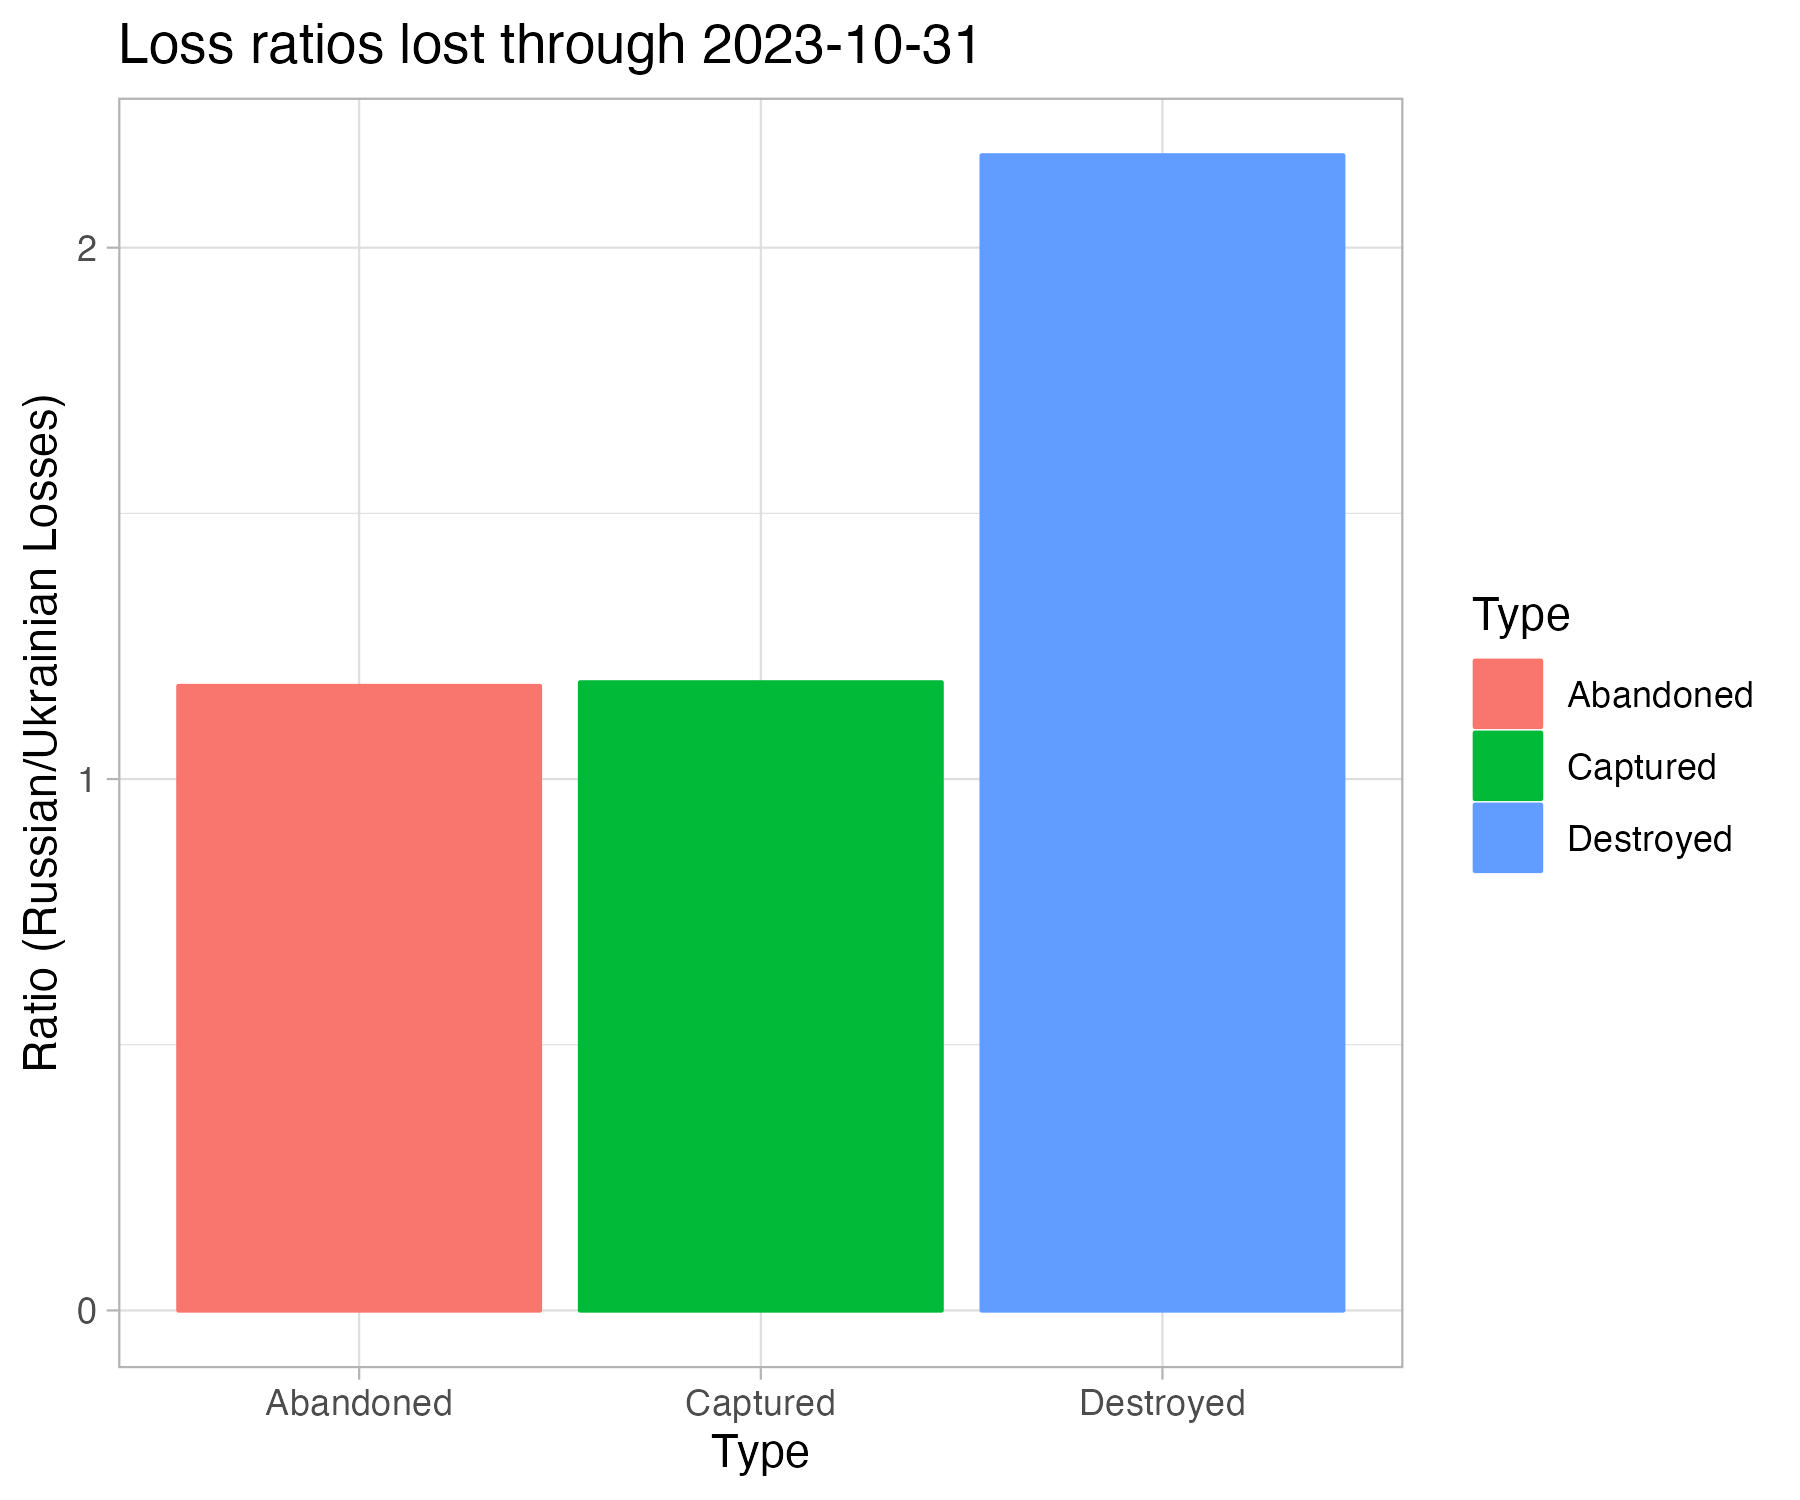 Loss ratios lost through 2023-10-31
Ratio (Russian/Ukrainian Losses)
2
1
0
Abandoned
Captured
Destroyed
Type
Type
Abandoned
Captured
Destroyed